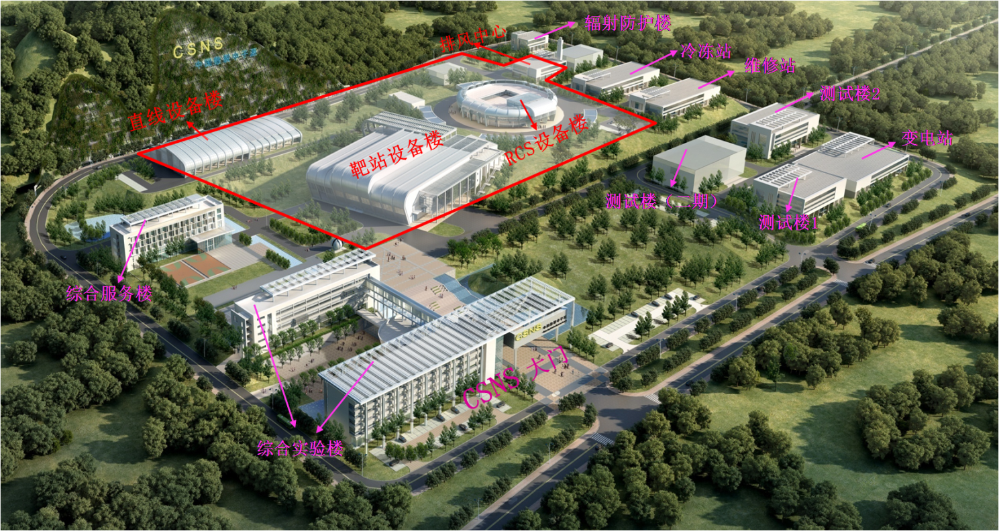 辐射防护楼
排风中心
CSNS
冷冻站
维修站
测试楼2
直线设备楼
RCS设备楼
靶站设备楼
变电站
测试楼（二期）
测试楼1
综合服务楼
CSNS
CSNS 大门
综合实验楼